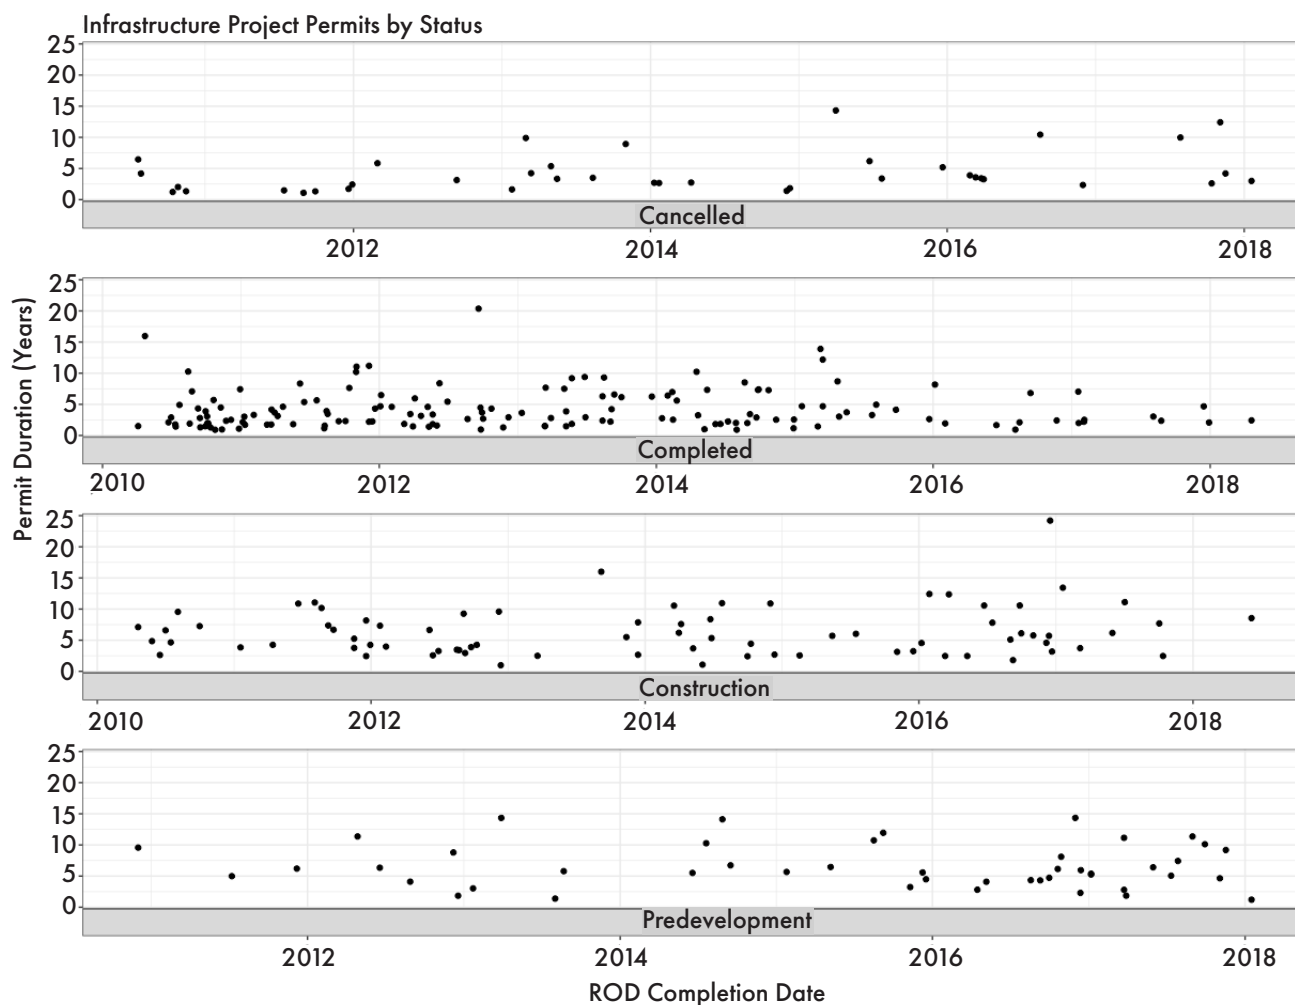 Infrastructure Project Permits by Status
25
20
15
10
5
0
Cancelled
2012 2014 2016 2018
25
20
15
10
5
0
Completed
2010 2012 2014 2016 2018
Permit Duration (Years)
25
20
15
10
5
0
Construction
2010 2012 2014 2016 2018
25
20
15
10
5
0
Predevelopment
2012 2014 2016 2018
ROD Completion Date